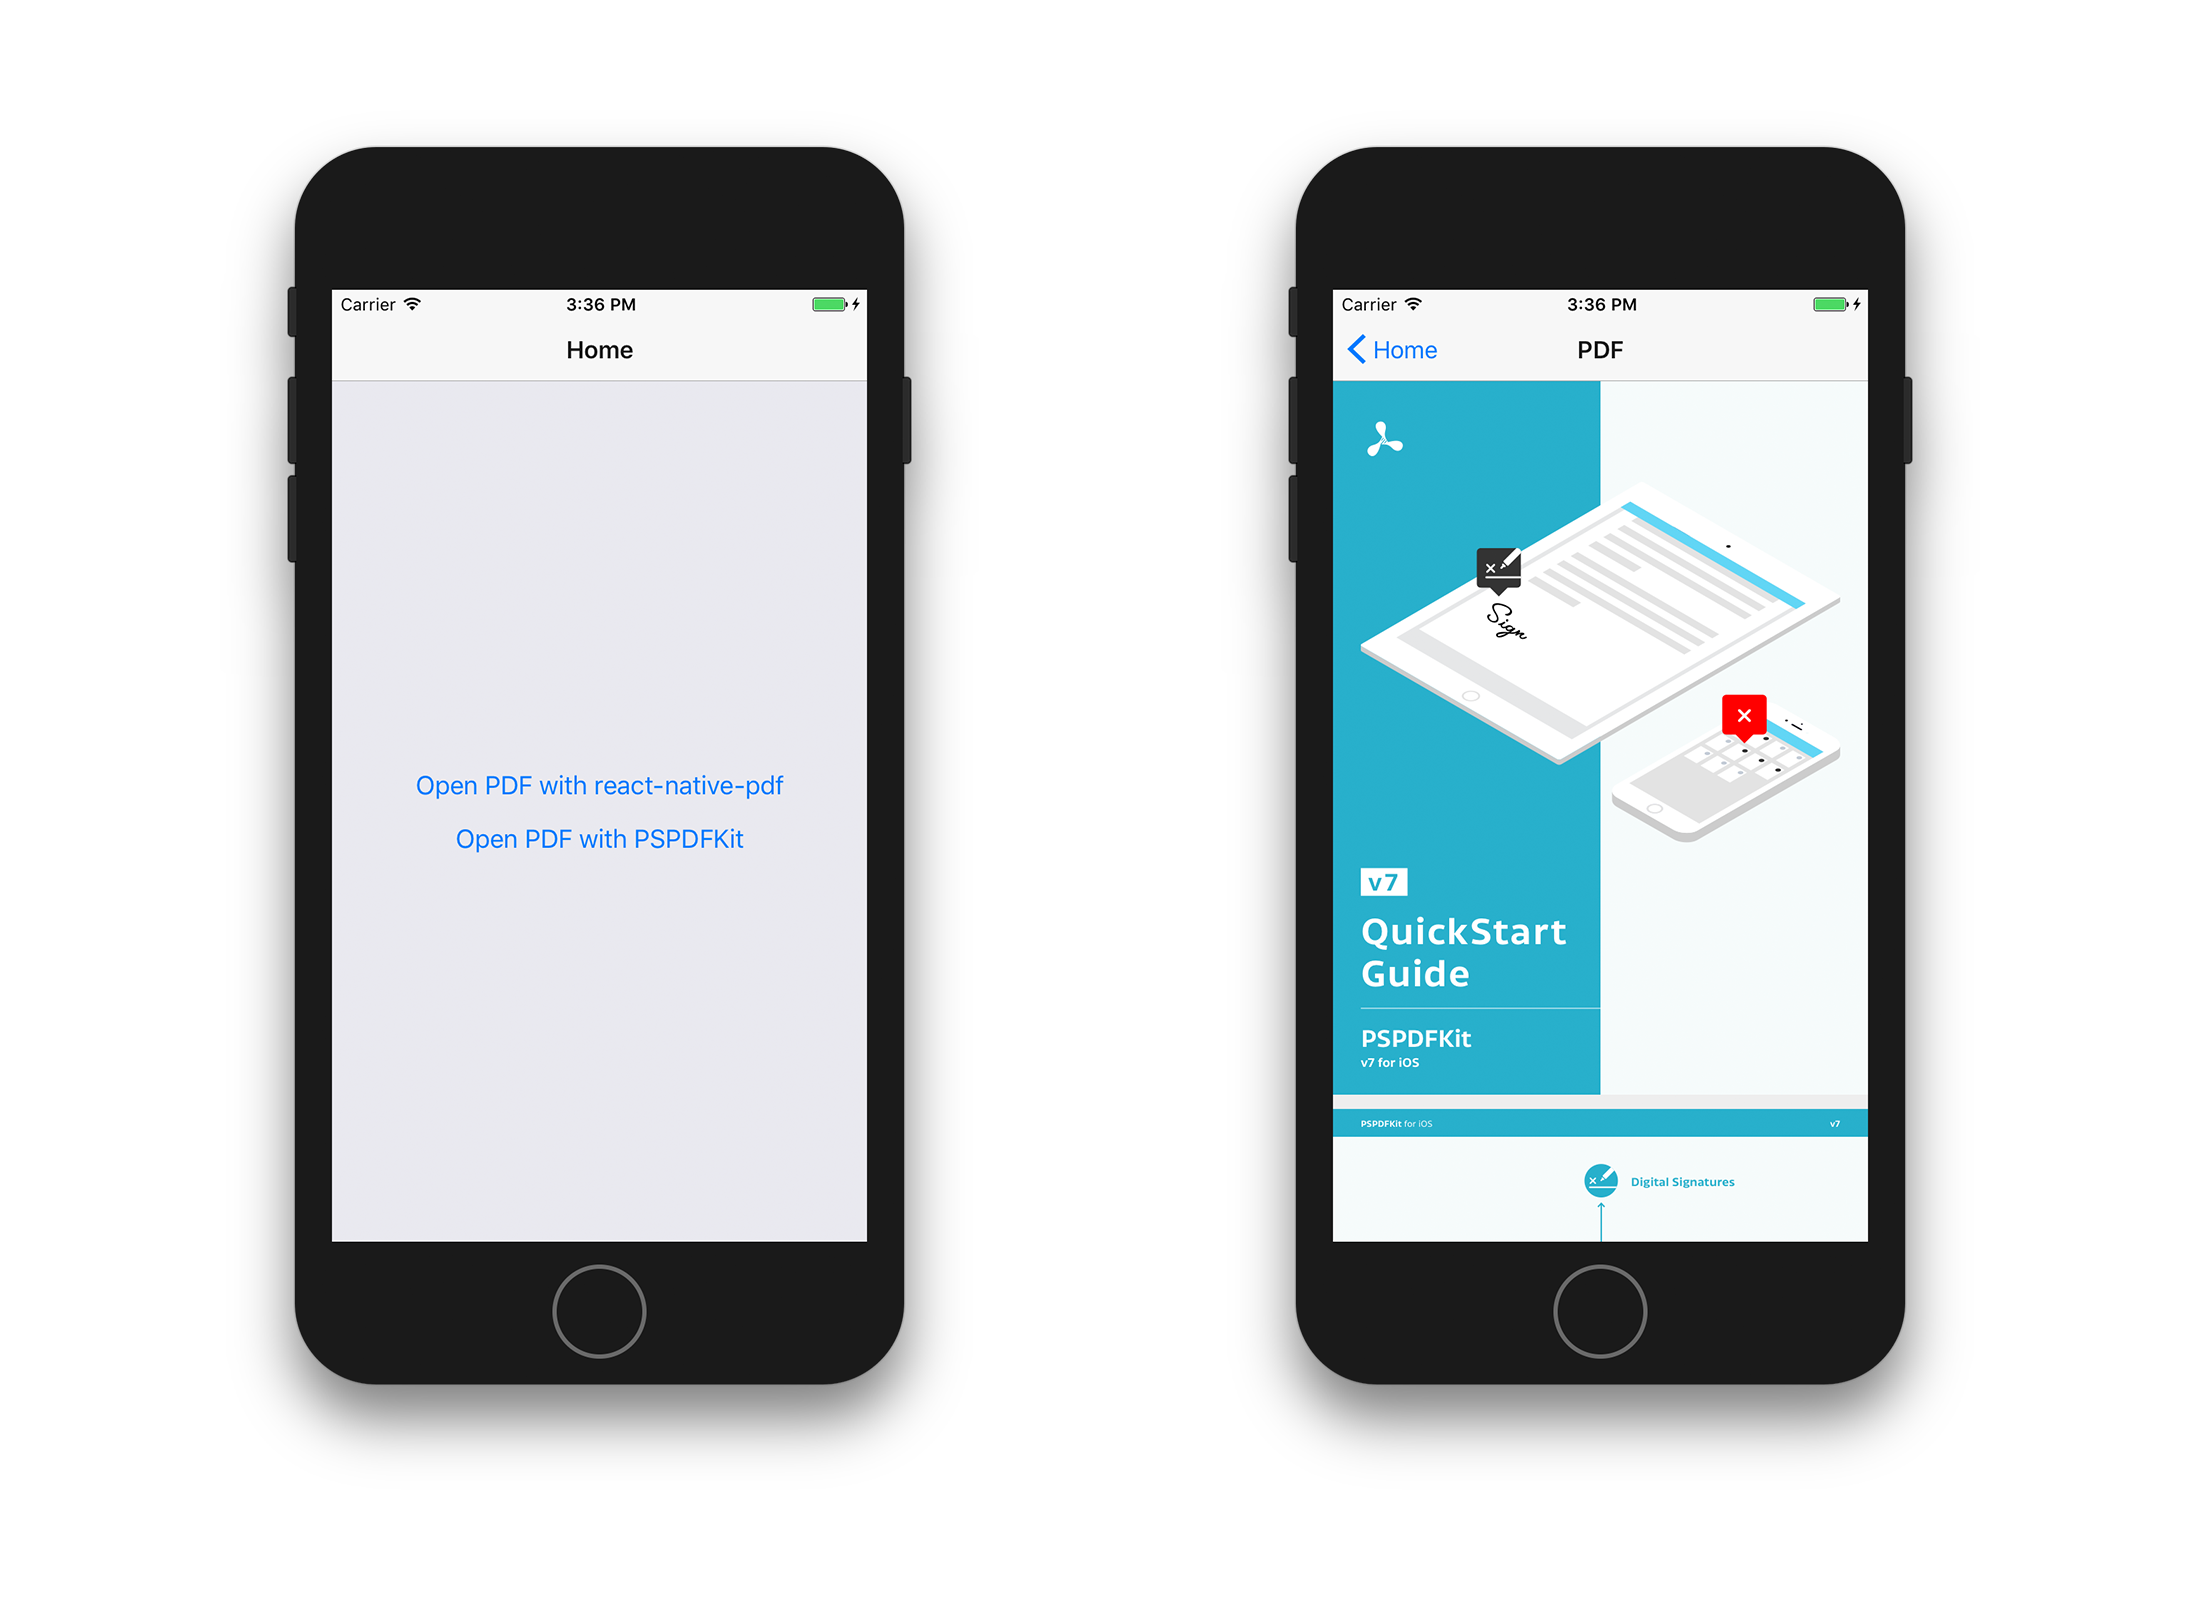 Carrier 3:36 PM
Home
Open PDF with react-native-pdf
Open PDF with PSPDFKit
Carrier 3:36 PM
Home PDF
Sign
v7
QuickStart
Guide
PSPDFKit
v7 for iOS
PSPDFKit for iOS v7
Digital Signatures